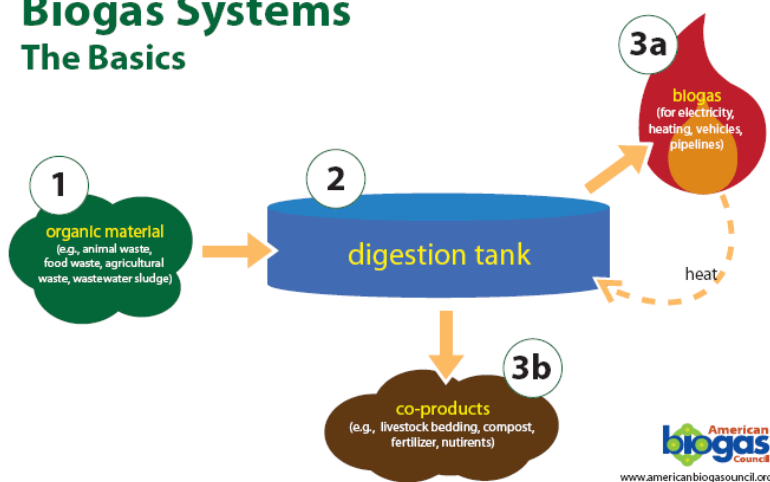 Biogas Systems
The Basics
3a
biogas
(for electricity,
heating, vehicles,
pipelines)
1
2
organic material
(e.g., animal waste,
food waste, agricultural
waste, wastewater sludge)
digestion tank
heat
3b
co-products
(e.g., livestock bedding, compost,
fertilizer, nutirents)
American
biogas
Council
www.americanbiogasouncil.org